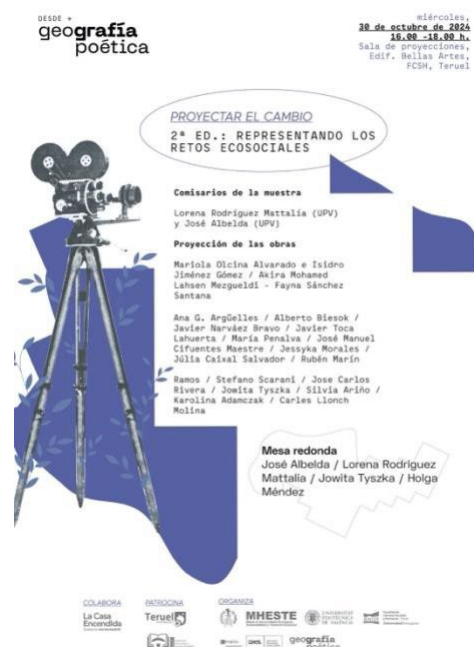 DESDE +
geografía
poética
miércoles,
30 de octubre de 2024
16.00 -18.00 h.
Sala de proyecciones,
Edif. Bellas Artes,
FCSH, Teruel
PROYECTAR EL CAMBIO
2ª ED.: REPRESENTANDO LOS
RETOS ECOSOCIALES
Comisarios de la muestra
Lorena Rodríguez Mattalía (UPV)
y José Albelda (UPV)
Proyección de las obras
Mariola Olcina Alvarado e Isidro
Jiménez Gómez / Akira Mohamed
Lahsen Mezgueldi - Fayna Sánchez
Santana
Ana G. Argüelles / Alberto Biesok /
Javier Narváez Bravo / Javier Toca
Lahuerta / María Penalva / José Manuel
Cifuentes Maestre / Jessyka Morales /
Júlia Caixal Salvador / Rubén Marín
Ramos / Stefano Scarani / Jose Carlos
Rivera / Jowita Tyszka / Silvia Ariño /
Karolina Adamczak / Carles Llonch
Molina
Mesa redonda
José Albelda / Lorena Rodríguez
Mattalia / Jowita Tyszka / Holga
Méndez
COLABORA
PATROCINA
ORGANIZA
La Casa
Encendida
Teruel
MHESTE
UNIVERSITAT
POLITÈCNICA
DE VALÈNCIA
geografía